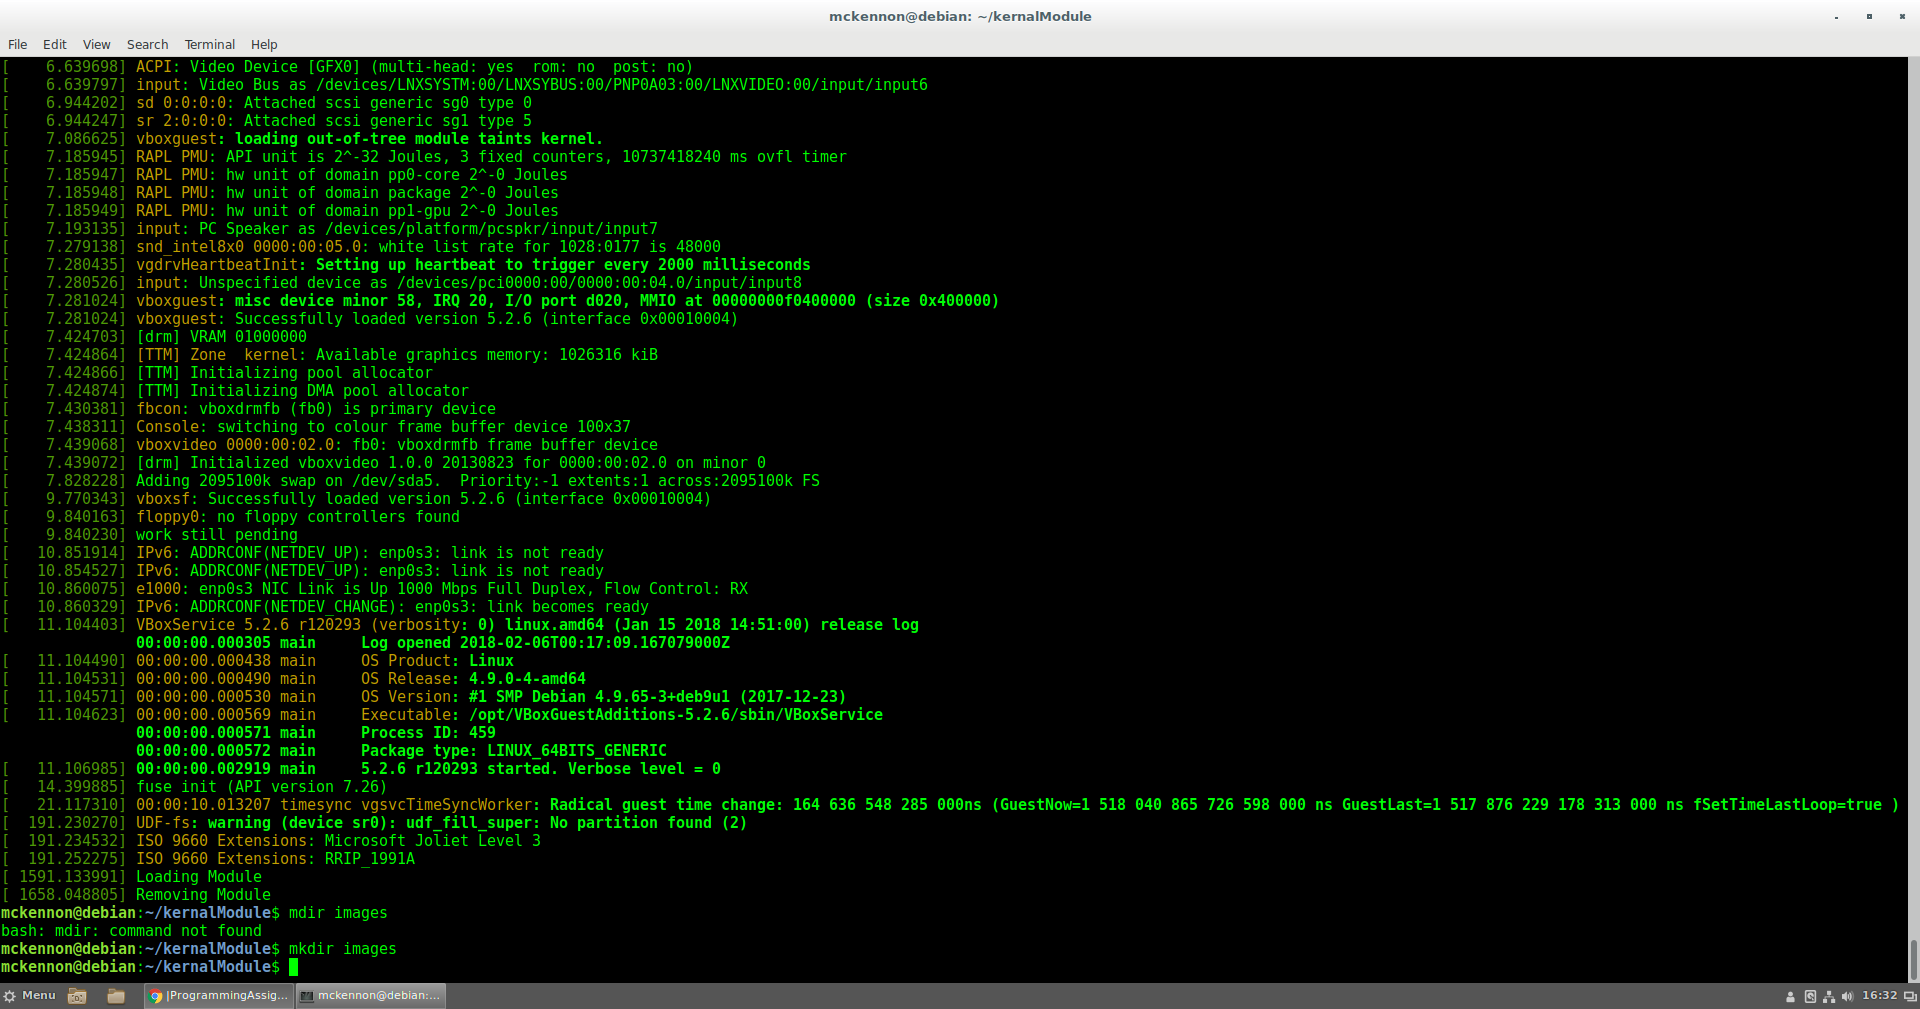 mckennon@debian: ~/kernalModule
File Edit View Search Terminal Help
[    6.639698] ACPI: Video Device [GFX0] (multi-head: yes  rom: no  post: no)
[    6.639797] input: Video Bus as /devices/LNXSYSTM:00/LNXSYBUS:00/PNP0A03:00/LNXVIDEO:00/input/input6
[    6.944202] sd 0:0:0:0: Attached scsi generic sg0 type 0
[    6.944247] sr 2:0:0:0: Attached scsi generic sg1 type 5
[    7.086625] vboxguest: loading out-of-tree module taints kernel.
[    7.185945] RAPL PMU: API unit is 2^-32 Joules, 3 fixed counters, 10737418240 ms ovfl timer
[    7.185947] RAPL PMU: hw unit of domain pp0-core 2^-0 Joules
[    7.185948] RAPL PMU: hw unit of domain package 2^-0 Joules
[    7.185949] RAPL PMU: hw unit of domain pp1-gpu 2^-0 Joules
[    7.193135] input: PC Speaker as /devices/platform/pcspkr/input/input7
[    7.279138] snd_intel8x0 0000:00:05.0: white list rate for 1028:0177 is 48000
[    7.280435] vgdrvHeartbeatInit: Setting up heartbeat to trigger every 2000 milliseconds
[    7.280526] input: Unspecified device as /devices/pci0000:00/0000:00:04.0/input/input8
[    7.281024] vboxguest: misc device minor 58, IRQ 20, I/O port d020, MMIO at 00000000f0400000 (size 0x400000)
[    7.281024] vboxguest: Successfully loaded version 5.2.6 (interface 0x00010004)
[    7.424703] [drm] VRAM 01000000
[    7.424864] [TTM] Zone  kernel: Available graphics memory: 1026316 kiB
[    7.424866] [TTM] Initializing pool allocator
[    7.424874] [TTM] Initializing DMA pool allocator
[    7.430381] fbcon: vboxdrmfb (fb0) is primary device
[    7.438311] Console: switching to colour frame buffer device 100x37
[    7.439068] vboxvideo 0000:00:02.0: fb0: vboxdrmfb frame buffer device
[    7.439072] [drm] Initialized vboxvideo 1.0.0 20130823 for 0000:00:02.0 on minor 0
[    7.828228] Adding 2095100k swap on /dev/sda5.  Priority:-1 extents:1 across:2095100k FS
[    9.770343] vboxsf: Successfully loaded version 5.2.6 (interface 0x00010004)
[    9.840163] floppy0: no floppy controllers found
[    9.840230] work still pending
[   10.851914] IPv6: ADDRCONF(NETDEV_UP): enp0s3: link is not ready
[   10.854527] IPv6: ADDRCONF(NETDEV_UP): enp0s3: link is not ready
[   10.860075] e1000: enp0s3 NIC Link is Up 1000 Mbps Full Duplex, Flow Control: RX
[   10.860329] IPv6: ADDRCONF(NETDEV_CHANGE): enp0s3: link becomes ready
[   11.104403] VBoxService 5.2.6 r120293 (verbosity: 0) linux.amd64 (Jan 15 2018 14:51:00) release log
00:00:00.000305 main     Log opened 2018-02-06T00:17:09.167079000Z
[   11.104490] 00:00:00.000438 main     OS Product: Linux
[   11.104531] 00:00:00.000490 main     OS Release: 4.9.0-4-amd64
[   11.104571] 00:00:00.000530 main     OS Version: #1 SMP Debian 4.9.65-3+deb9u1 (2017-12-23)
[   11.104623] 00:00:00.000569 main     Executable: /opt/VBoxGuestAdditions-5.2.6/sbin/VBoxService
00:00:00.000571 main     Process ID: 459
00:00:00.000572 main     Package type: LINUX_64BITS_GENERIC
[   11.106985] 00:00:00.002919 main     5.2.6 r120293 started. Verbose level = 0
[   14.399885] fuse init (API version 7.26)
[   21.117310] 00:00:10.013207 timesync vgsvcTimeSyncWorker: Radical guest time change: 164 636 548 285 000ns (GuestNow=1 518 040 865 726 598 000 ns GuestLast=1 517 876 229 178 313 000 ns fSetTimeLastLoop=true )
[  191.230270] UDF-fs: warning (device sr0): udf_fill_super: No partition found (2)
[  191.234532] ISO 9660 Extensions: Microsoft Joliet Level 3
[  191.252275] ISO 9660 Extensions: RRIP_1991A
[ 1591.133991] Loading Module
[ 1658.048805] Removing Module
mckennon@debian:~/kernalModule$ mdir images
bash: mdir: command not found
mckennon@debian:~/kernalModule$ mkdir images
mckennon@debian:~/kernalModule$
Menu |ProgrammingAssig... mckennon@debian:... 16:32